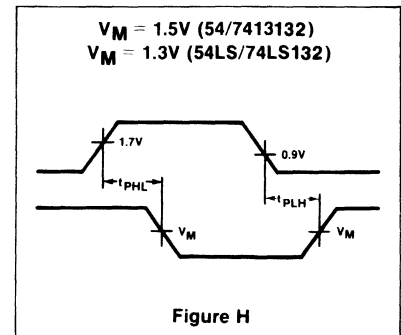 VM = 1.5V (54/7413132)
VM = 1.3V (54LS/74LS132)
1.7V
0.9V
tPHL
tPLH
VM
VM
Figure H